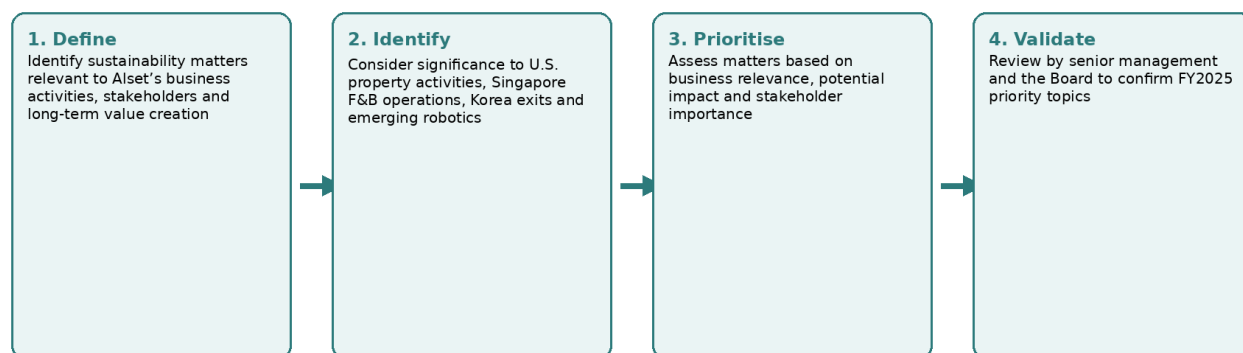 1. Define
Identify sustainability matters
relevant to Alset’s business
activities, stakeholders and
long-term value creation
2. Identify
Consider significance to U.S.
property activities, Singapore
F&B operations, Korea exits and
emerging robotics
3. Prioritise
Assess matters based on
business relevance, potential
impact and stakeholder
importance
4. Validate
Review by senior management
and the Board to confirm FY2025
priority topics